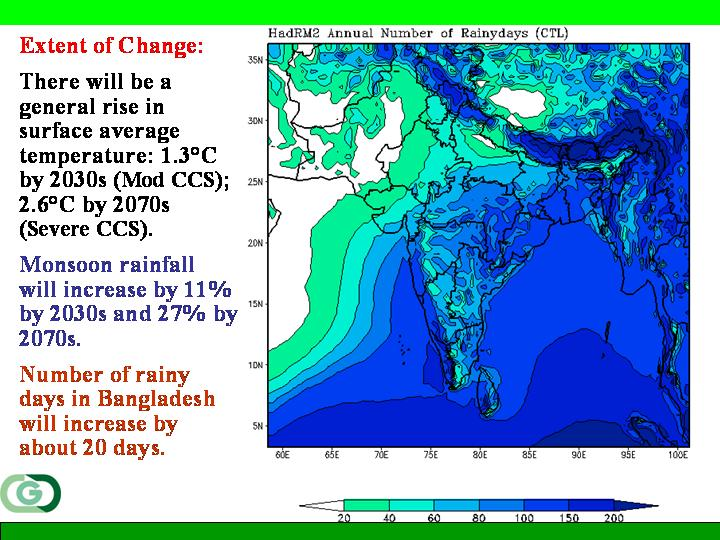 Extent of Change:
There will be a
general rise in
surface average
temperature: 1.3°C
by 2030s (Mod CCS);
2.6°C by 2070s
(Severe CCS).
Monsoon rainfall
will increase by 11%
by 2030s and 27% by
2070s.
Number of rainy
days in Bangladesh
will increase by
about 20 days.
HadRM2 Annual Number of Rainydays (CTL)
35N
30N
25N
20N
15N
10N
5N
60E 65E 70E 75E 80E 85E 90E 95E 100E
20 40 60 80 100 150 200